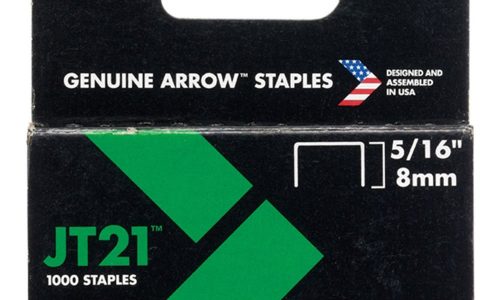 GENUINE ARROW™ STAPLES
DESIGNED AND
ASSEMBLED
IN USA
5/16"
8mm
JT21™
1000 STAPLES